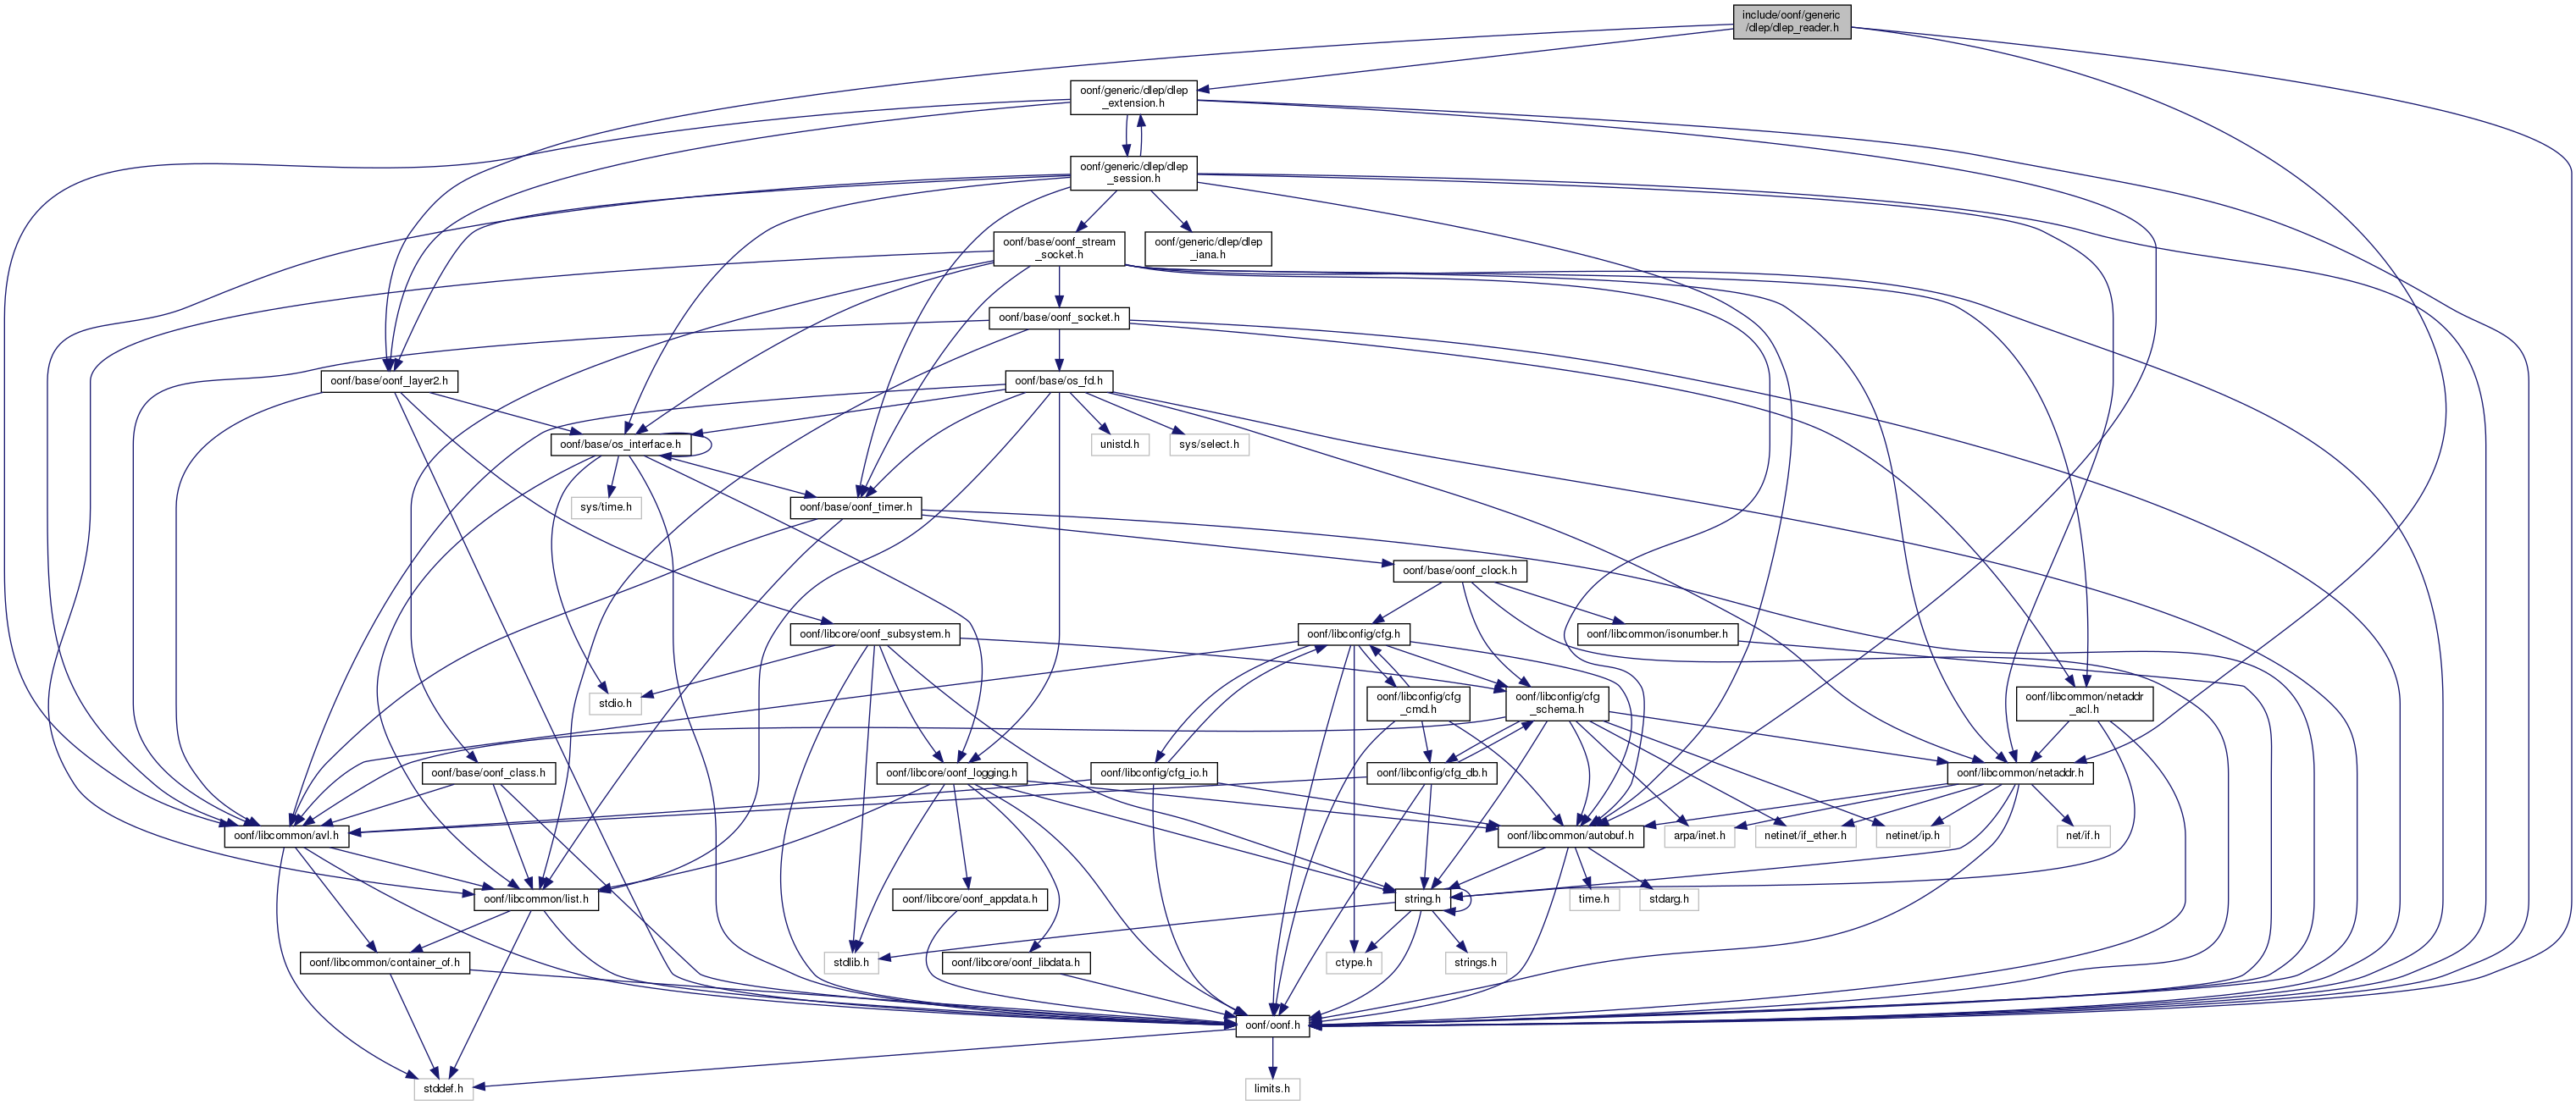 include/oonf/generic
/dlep/dlep_reader.h
oonf/generic/dlep/dlep
_extension.h
oonf/generic/dlep/dlep
_session.h
oonf/base/oonf_stream
_socket.h
oonf/generic/dlep/dlep
_iana.h
oonf/base/oonf_socket.h
oonf/base/oonf_layer2.h
oonf/base/os_fd.h
oonf/base/os_interface.h
unistd.h
sys/select.h
sys/time.h
oonf/base/oonf_timer.h
oonf/base/oonf_clock.h
oonf/libcore/oonf_subsystem.h
oonf/libconfig/cfg.h
oonf/libcommon/isonumber.h
stdio.h
oonf/libconfig/cfg
_cmd.h
oonf/libconfig/cfg
_schema.h
oonf/libcommon/netaddr
_acl.h
oonf/base/oonf_class.h
oonf/libcore/oonf_logging.h
oonf/libconfig/cfg_io.h
oonf/libconfig/cfg_db.h
oonf/libcommon/netaddr.h
oonf/libcommon/avl.h
oonf/libcommon/autobuf.h
arpa/inet.h
netinet/if_ether.h
netinet/ip.h
net/if.h
oonf/libcommon/list.h
oonf/libcore/oonf_appdata.h
string.h
time.h
stdarg.h
oonf/libcommon/container_of.h
stdlib.h
oonf/libcore/oonf_libdata.h
ctype.h
strings.h
oonf/oonf.h
stddef.h
limits.h